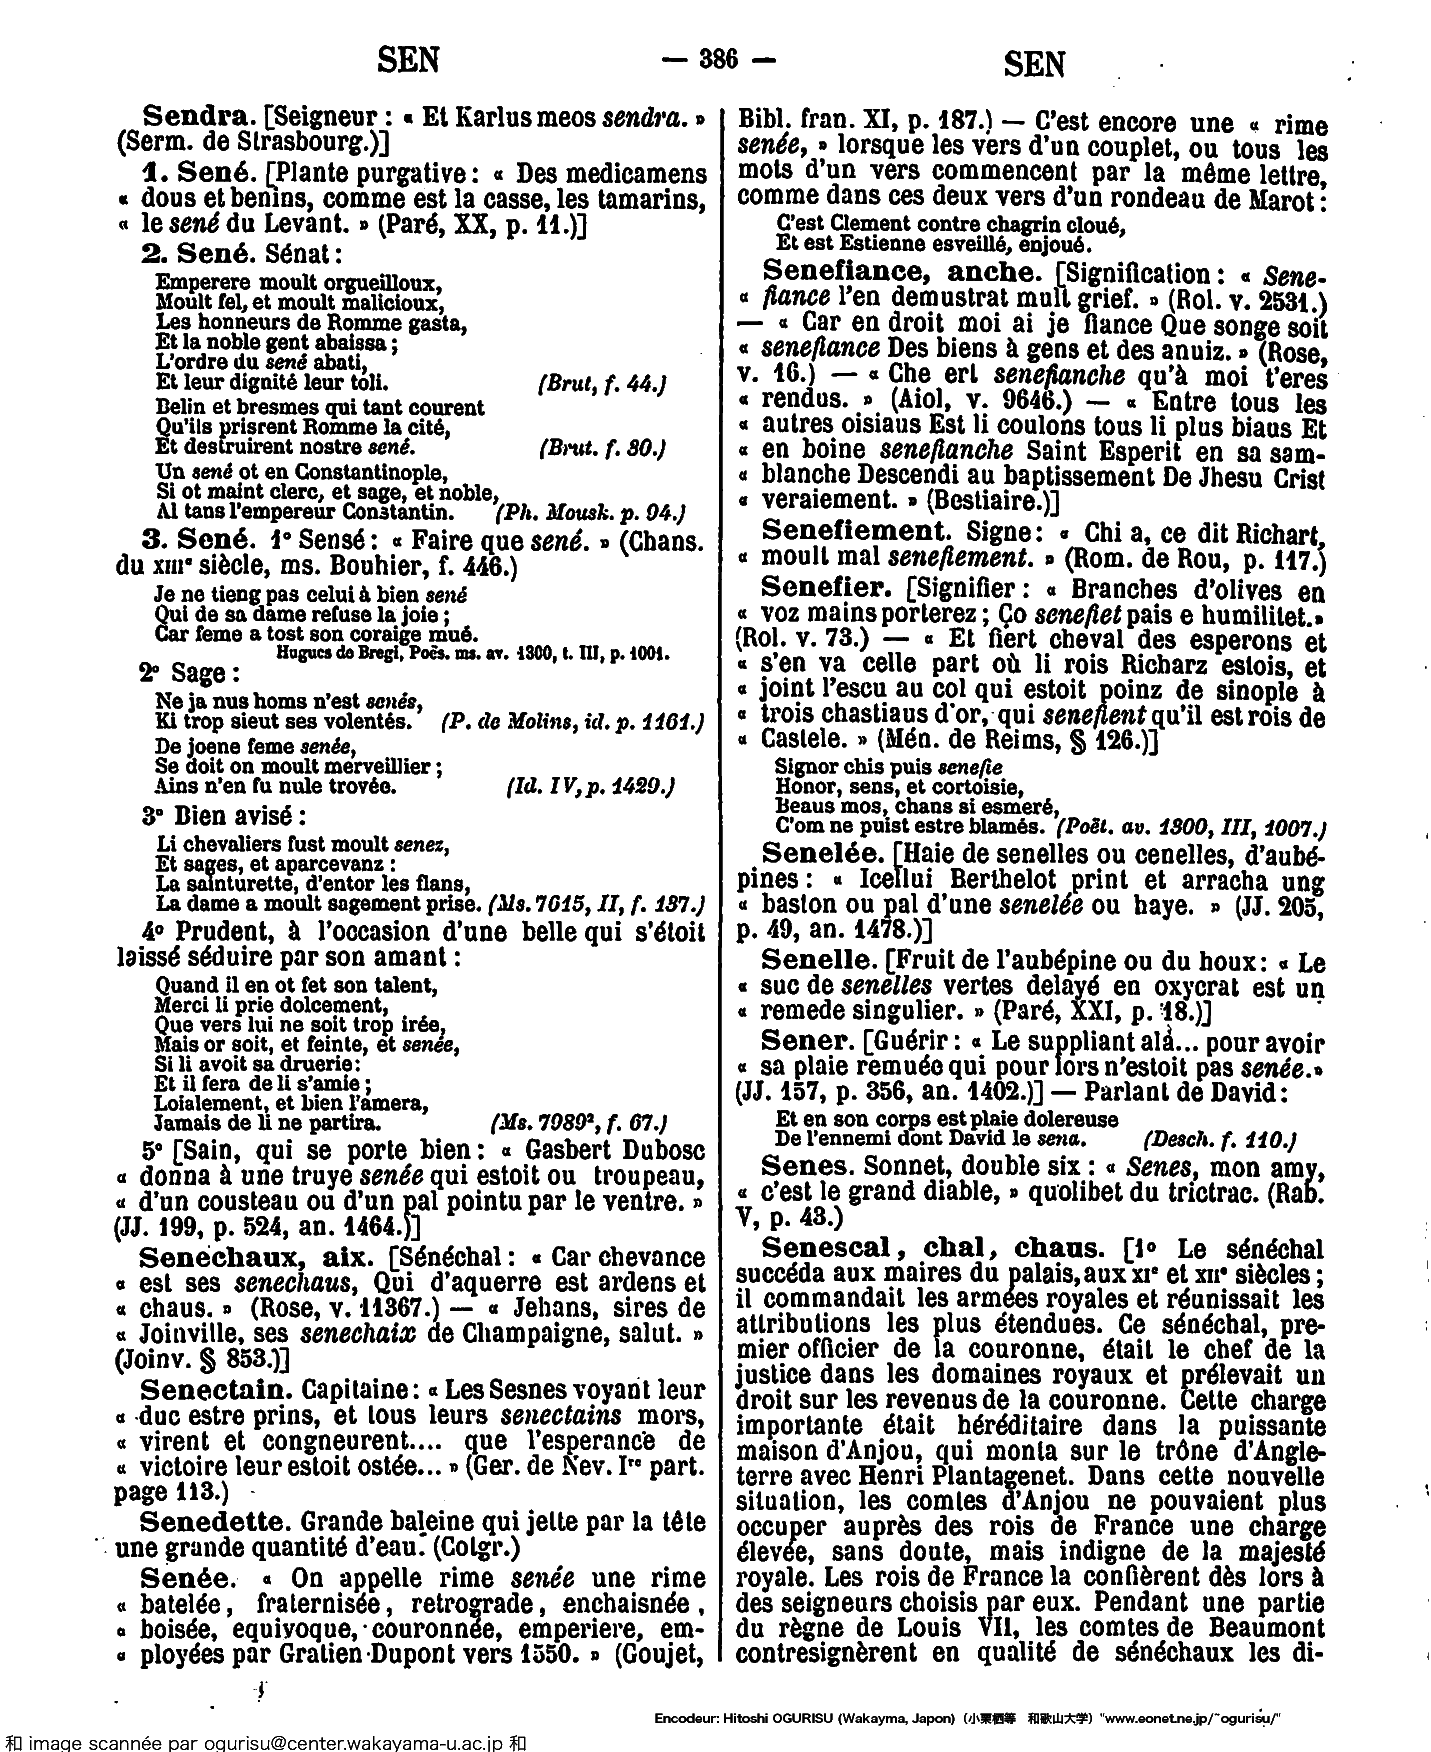 SEN — 386 — SEN
Sendra. [Seigneur : « Et Karlus meos sendra. »
(Serm. de Strasbourg.)]
1. Sené. [Plante purgative : « Des medicamens
« dous et benins, comme est la casse, les tamarins,
« le sené du Levant. » (Paré, XX, p. 11.)]
2. Sené. Sénat :
Emperere moult orgueilloux,
Moult fel, et moult malicioux,
Les honneurs de Romme gasta,
Et la noble gent abaissa ;
L'ordre du sené abati,
Et leur dignité leur toli. (Brut, f. 44.)
Belin et bresmes qui tant courent
Qu'ils prisrent Romme la cité,
Et destruirent nostre sené. (Brut. f. 80.)
Un sené ot en Constantinople,
Si ot maint clerc, et sage, et noble,
Al tans l'empereur Constantin. (Ph. Mousk. p. 94.)
3. Sené. 1° Sensé : « Faire que sené. » (Chans.
du XIIIe siècle, ms. Bouhier, f. 446.)
Je ne tieng pas celui à bien sené
Qui de sa dame refuse la joie ;
Car feme a tost son coraige mué.
Hugues de Bregi, Poës. ms. av. 1300, t. III, p. 1001.
2° Sage :
Ne ja nus homs n'est senés,
Ki trop sieut ses volentés. (P. de Molins, id. p. 1161.)
De joene feme senée,
Se doit on moult merveillier ;
Ains n'en fu nule trovée. (Id. IV, p. 1429.)
3° Bien avisé :
Li chevaliers fust moult senez,
Et sages, et aparcevanz :
La sainturette, d'entor les flans,
La dame a moult sagement prise. (Ms. 7615, II, f. 137.)
4° Prudent, à l'occasion d'une belle qui s'étoit
laissé séduire par son amant :
Quand il en ot fet son talent,
Merci li prie dolcement,
Que vers lui ne soit trop irée,
Mais or soit, et feinte, et senée,
Si li avoit sa druerie:
Et il fera de li s'amie ;
Loialement, et bien l'amera,
Jamais de li ne partira. (Ms. 7989², f. 67.)
5° [Sain, qui se porte bien : « Gasbert Dubosc
« donna à une truye senée qui estoit ou troupeau,
« d'un cousteau ou d'un pal pointu par le ventre. »
(JJ. 199, p. 524, an. 1464.)]
Senechaux, aix. [Sénéchal : « Car chevance
« est ses senechaus, Qui d'aquerre est ardens et
« chaus. » (Rose, v. 11367.) — « Jehans, sires de
« Joinville, ses senechaix de Champaigne, salut. »
(Joinv. § 853.)]
Senectain. Capitaine : « Les Sesnes voyant leur
« duc estre prins, et tous leurs senectains mors,
« virent et congneurent.... que l'esperance de
« victoire leur estoit ostée... » (Ger. de Nev. Ire part.
page 113.)
Senedette. Grande baleine qui jette par la tête
une grande quantité d'eau. (Cotgr.)
Senée. « On appelle rime senée une rime
« batelée, fraternisée, retrograde, enchaisnée,
« boisée, equivoque, couronnée, emperiere, em-
« ployées par Gratien Dupont vers 1550. » (Goujet,
Bibl. fran. XI, p. 187.) — C'est encore une « rime
senée, » lorsque les vers d'un couplet, ou tous les
mots d'un vers commencent par la même lettre,
comme dans ces deux vers d'un rondeau de Marot :
C'est Clement contre chagrin cloué,
Et est Estienne esveillé, enjoué.
Senefiance, anche. [Signification : « Sene-
« fiance l'en demustrat mult grief. » (Rol. v. 2531.)
— « Car en droit moi ai je fiance Que songe soit
« senefiance Des biens à gens et des anuiz. » (Rose,
v. 16.) — « Che ert senefianche qu'à moi t'eres
« rendus. » (Aiol, v. 9646.) — « Entre tous les
« autres oisiaus Est li coulons tous li plus biaus Et
« en boine senefianche Saint Esperit en sa sam-
« blanche Descendi au baptissement De Jhesu Crist
« veraiement. » (Bestiaire.)]
Senefiement. Signe : « Chi a, ce dit Richart,
« moult mal senefiement. » (Rom. de Rou, p. 117.)
Senefier. [Signifier : « Branches d'olives en
« voz mains porterez ; Ço senefiet pais e humilitet.»
(Rol. v. 73.) — « Et fiert cheval des esperons et
« s'en va celle part où li rois Richarz estois, et
« joint l'escu au col qui estoit poinz de sinople à
« trois chastiaus d'or, qui senefient qu'il est rois de
« Castele. » (Mén. de Reims, § 126.)]
Signor chis puis senefie
Honor, sens, et cortoisie,
Beaus mos, chans si esmeré,
C'om ne puist estre blamés. (Poët. av. 1300, III, 1007.)
Senelée. [Haie de senelles ou cenelles, d'aubé-
pines : « Icellui Berthelot print et arracha ung
« baston ou pal d'une senelée ou haye. » (JJ. 205,
p. 49, an. 1478.)]
Senelle. [Fruit de l'aubépine ou du houx : « Le
« suc de senelles vertes delayé en oxycrat est un
« remede singulier. » (Paré, XXI, p. 18.)]
Sener. [Guérir : « Le suppliant alà... pour avoir
« sa plaie remuée qui pour lors n'estoit pas senée.»
(JJ. 157, p. 356, an. 1402.)] — Parlant de David :
Et en son corps est plaie dolereuse
De l'ennemi dont David le sena. (Desch. f. 110.)
Senes. Sonnet, double six : « Senes, mon amy,
« c'est le grand diable, » quolibet du trictrac. (Rab.
V, p. 43.)
Senescal, chal, chaus. [1° Le sénéchal
succéda aux maires du palais, aux XIe et XIIe siècles ;
il commandait les armées royales et réunissait les
attributions les plus étendues. Ce sénéchal, pre-
mier officier de la couronne, était le chef de la
justice dans les domaines royaux et prélevait un
droit sur les revenus de la couronne. Cette charge
importante était héréditaire dans la puissante
maison d'Anjou, qui monta sur le trône d'Angle-
terre avec Henri Plantagenet. Dans cette nouvelle
situation, les comtes d'Anjou ne pouvaient plus
occuper auprès des rois de France une charge
élevée, sans doute, mais indigne de la majesté
royale. Les rois de France la confièrent dès lors à
des seigneurs choisis par eux. Pendant une partie
du règne de Louis VII, les comtes de Beaumont
contresignèrent en qualité de sénéchaux les di-
Encodeur: Hitoshi OGURISU (Wakayma, Japon) (小栗栖等 和歌山大学) "www.eonet.ne.jp/~ogurisu/"
和 image scannée par ogurisu@center.wakayama-u.ac.jp 和